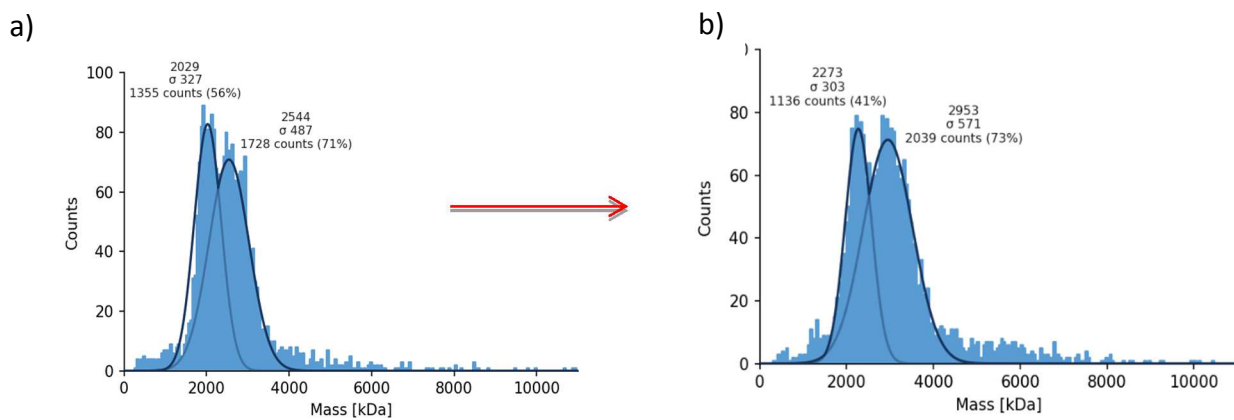 a)
2029
σ 327
1355 counts (56%)
2544
σ 487
1728 counts (71%)
100
80
60
40
20
0
Counts
0 2000 4000 6000 8000 10000
Mass [kDa]
b)
2273
σ 303
1136 counts (41%)
2953
σ 571
2039 counts (73%)
)
80
60
40
20
0
Counts
0 2000 4000 6000 8000 10000
Mass [kDa]